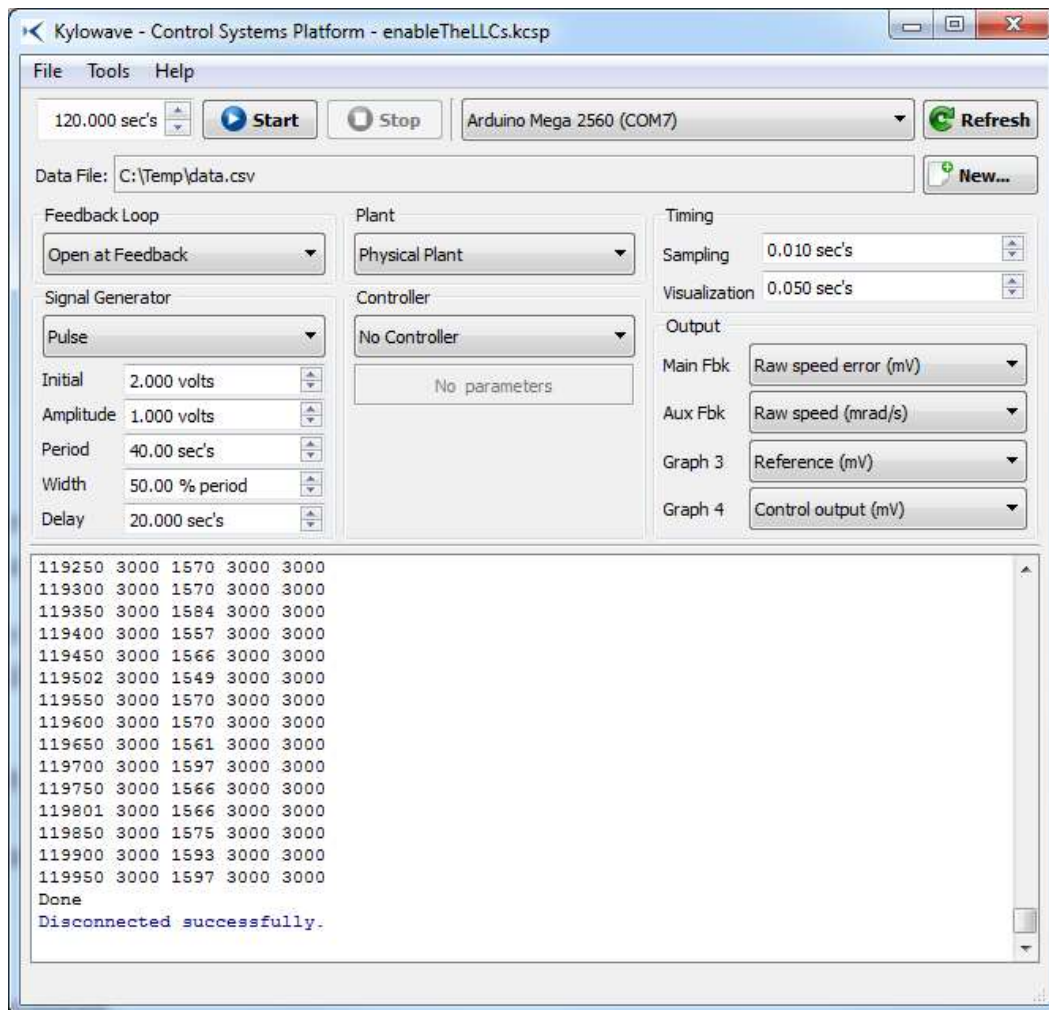 Kylowave - Control Systems Platform - enableTheLLCs.kcsp
File Tools Help
120.000 sec's Start Stop Arduino Mega 2560 (COM7) Refresh
Data File: C:\Temp\data.csv New...
Feedback Loop
Open at Feedback
Signal Generator
Pulse
Initial 2.000 volts
Amplitude 1.000 volts
Period 40.00 sec's
Width 50.00 % period
Delay 20.000 sec's
Plant
Physical Plant
Controller
No Controller
No parameters
Timing
Sampling 0.010 sec's
Visualization 0.050 sec's
Output
Main Fbk Raw speed error (mV)
Aux Fbk Raw speed (mrad/s)
Graph 3 Reference (mV)
Graph 4 Control output (mV)
119250 3000 1570 3000 3000
119300 3000 1570 3000 3000
119350 3000 1584 3000 3000
119400 3000 1557 3000 3000
119450 3000 1566 3000 3000
119502 3000 1549 3000 3000
119550 3000 1570 3000 3000
119600 3000 1570 3000 3000
119650 3000 1561 3000 3000
119700 3000 1597 3000 3000
119750 3000 1566 3000 3000
119801 3000 1566 3000 3000
119850 3000 1575 3000 3000
119900 3000 1593 3000 3000
119950 3000 1597 3000 3000
Done
Disconnected successfully.